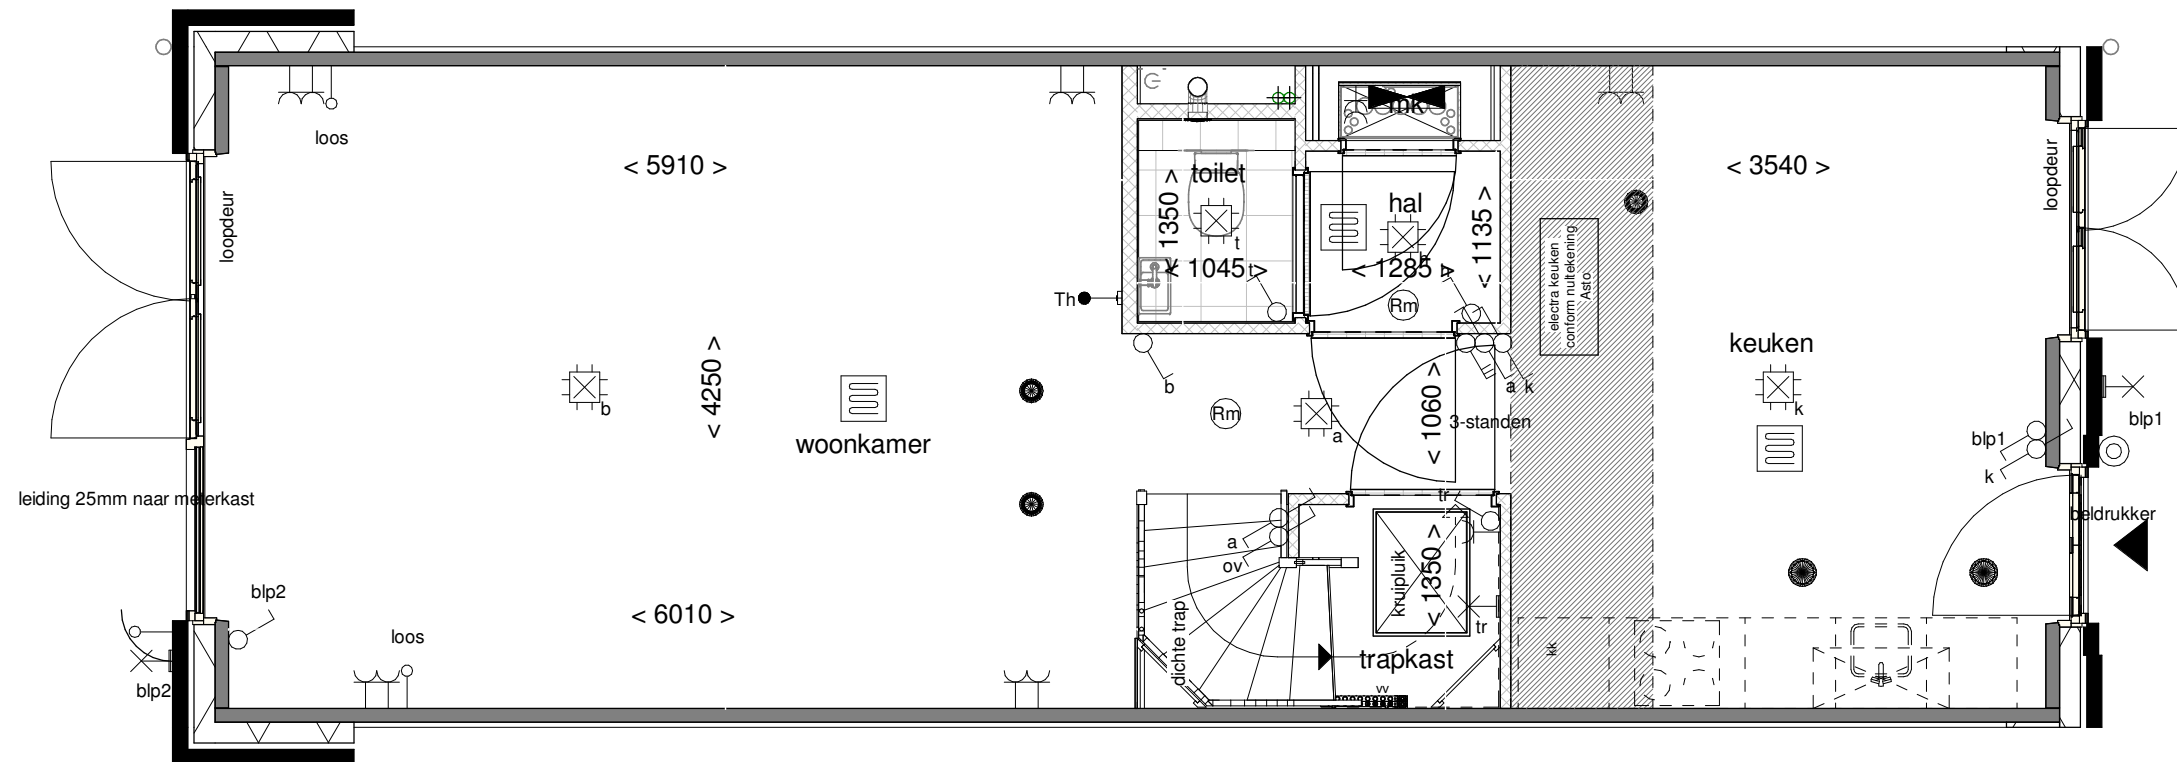 loos
< 5910 >
loopdeur
toilet
< 1350 >
t
< 1045 >
t
mk
hal
h
< 1285 >
h
< 1135 >
Rm
< 3540 >
loopdeur
electra keuken
conform nultekening
Asto
keuken
k
Th
b
< 4250 >
b
woonkamer
Rm
a
< 1060 >
a
k
3-standen
blp1
k
blp1
beldrukker
leiding 25mm naar meterkast
a
ov
tr
kruipluik
< 1350 >
tr
trapkast
vv
dichte trap
kk
blp2
blp2
loos
< 6010 >